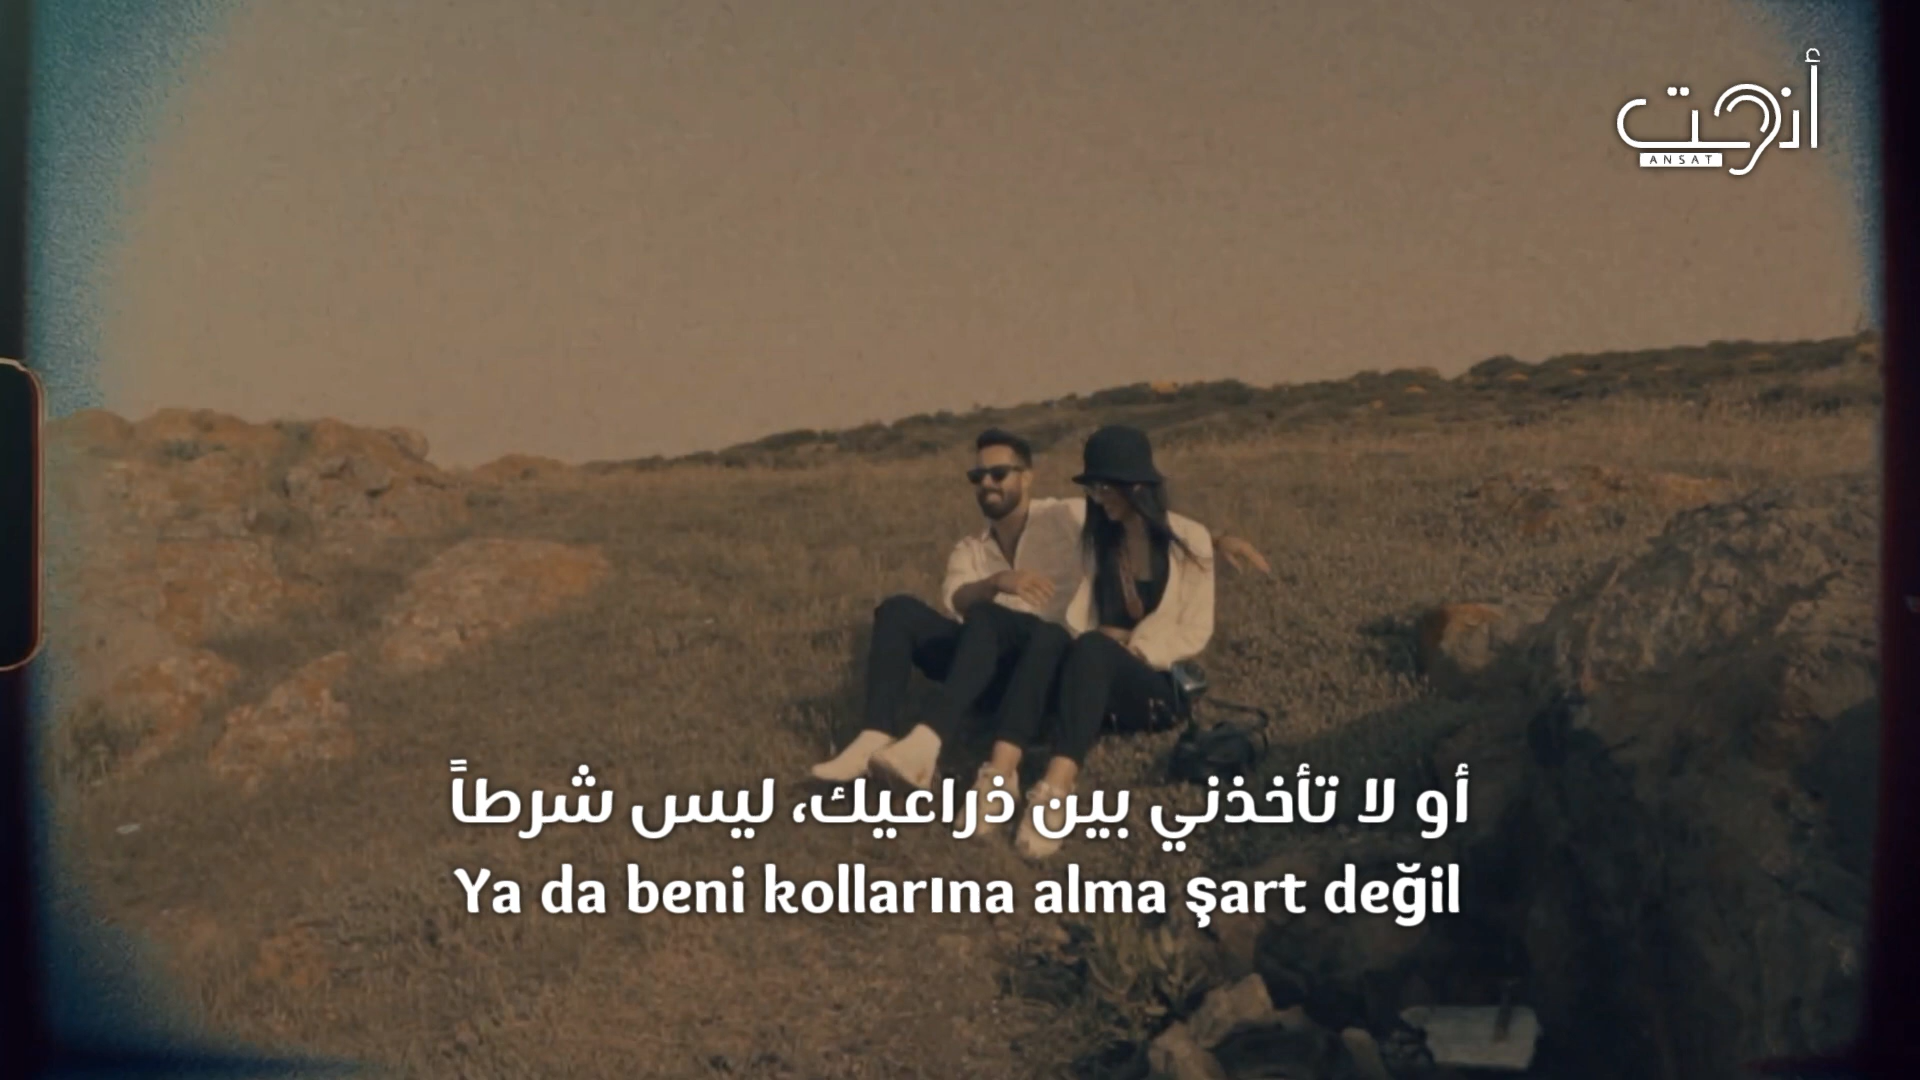 أنصت
ANSAT
أو لا تأخذني بين ذراعيك، ليس شرطاً
Ya da beni kollarına alma şart değil